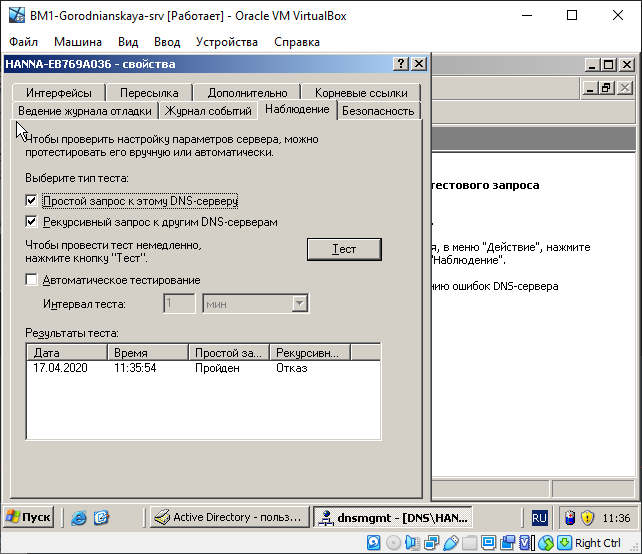 BM1-Gorodnianskaya-srv [Работает] - Oracle VM VirtualBox
Файл Машина Вид Ввод Устройства Справка
HANNA-EB769A036 - свойства
Интерфейсы Пересылка Дополнительно Корневые ссылки
Ведение журнала отладки Журнал событий Наблюдение Безопасность
Чтобы проверить настройку параметров сервера, можно
протестировать его вручную или автоматически.
Выберите тип теста:
тестового запроса
Простой запрос к этому DNS-серверу
Рекурсивный запрос к другим DNS-серверам
Чтобы провести тест немедленно,
нажмите кнопку "Тест".
Тест
я, в меню "Действие", нажмите
"Наблюдение".
Автоматическое тестирование
нию ошибок DNS-сервера
Интервал теста: 1 мин
Результаты теста:
Дата Время Простой за... Рекурсивн...
17.04.2020 11:35:54 Пройден Отказ
Пуск Active Directory - польз... dnsmgmt - [DNS\HAN... RU 11:36
Right Ctrl